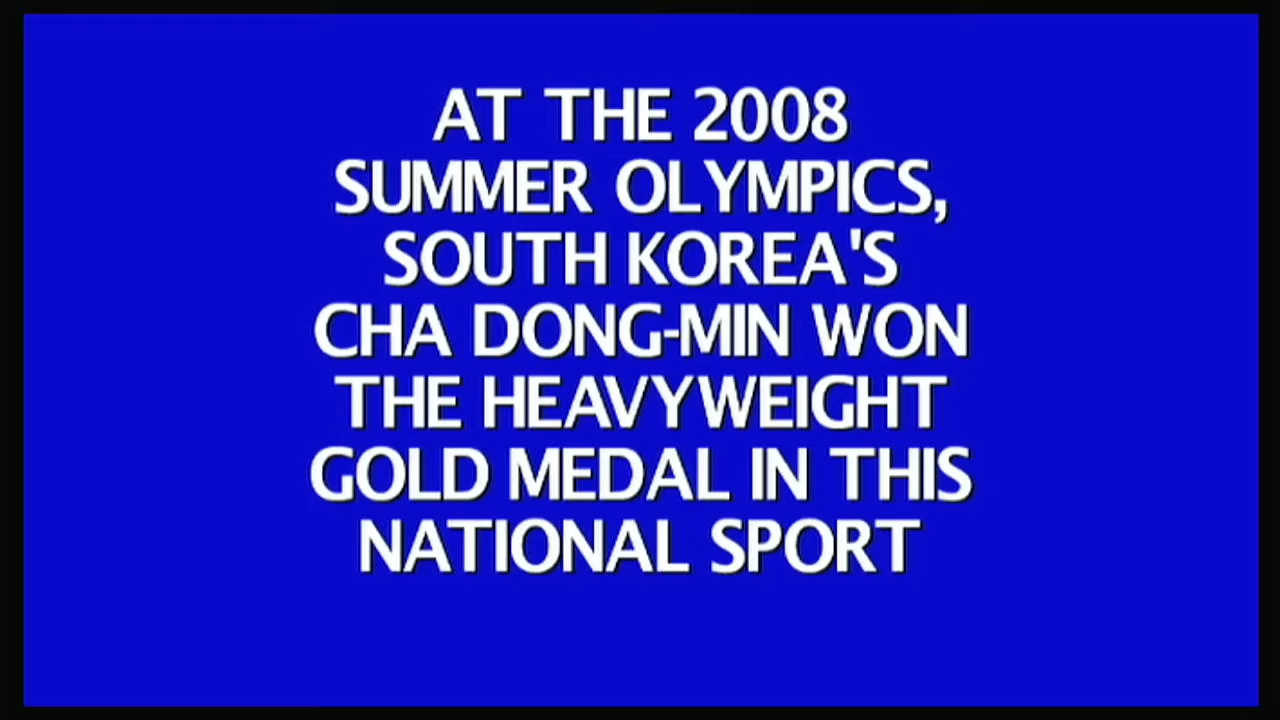 AT THE 2008
SUMMER OLYMPICS,
SOUTH KOREA'S
CHA DONG-MIN WON
THE HEAVYWEIGHT
GOLD MEDAL IN THIS
NATIONAL SPORT